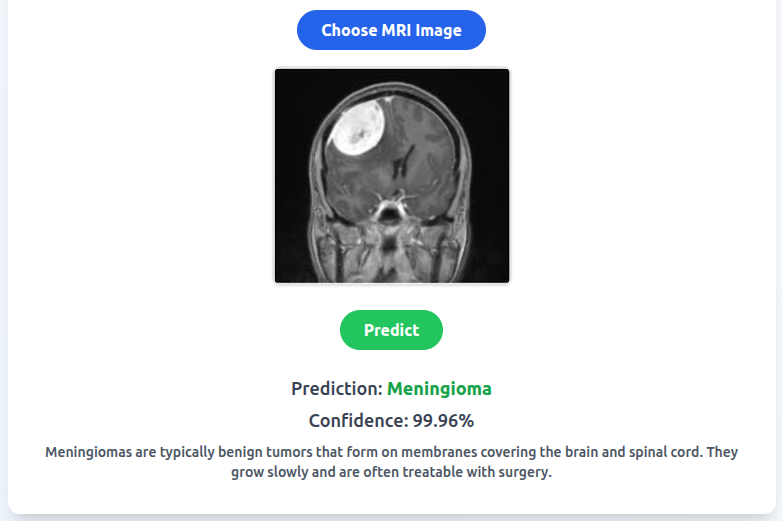 Choose MRI Image
Predict
Prediction: Meningioma
Confidence: 99.96%
Meningiomas are typically benign tumors that form on membranes covering the brain and spinal cord. They
grow slowly and are often treatable with surgery.